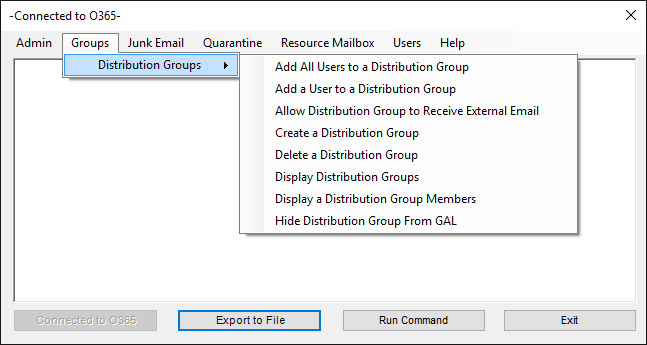 -Connected to O365-
Admin Groups Junk Email Quarantine Resource Mailbox Users Help
Distribution Groups
Add All Users to a Distribution Group
Add a User to a Distribution Group
Allow Distribution Group to Receive External Email
Create a Distribution Group
Delete a Distribution Group
Display Distribution Groups
Display a Distribution Group Members
Hide Distribution Group From GAL
Connected to O365 Export to File Run Command Exit